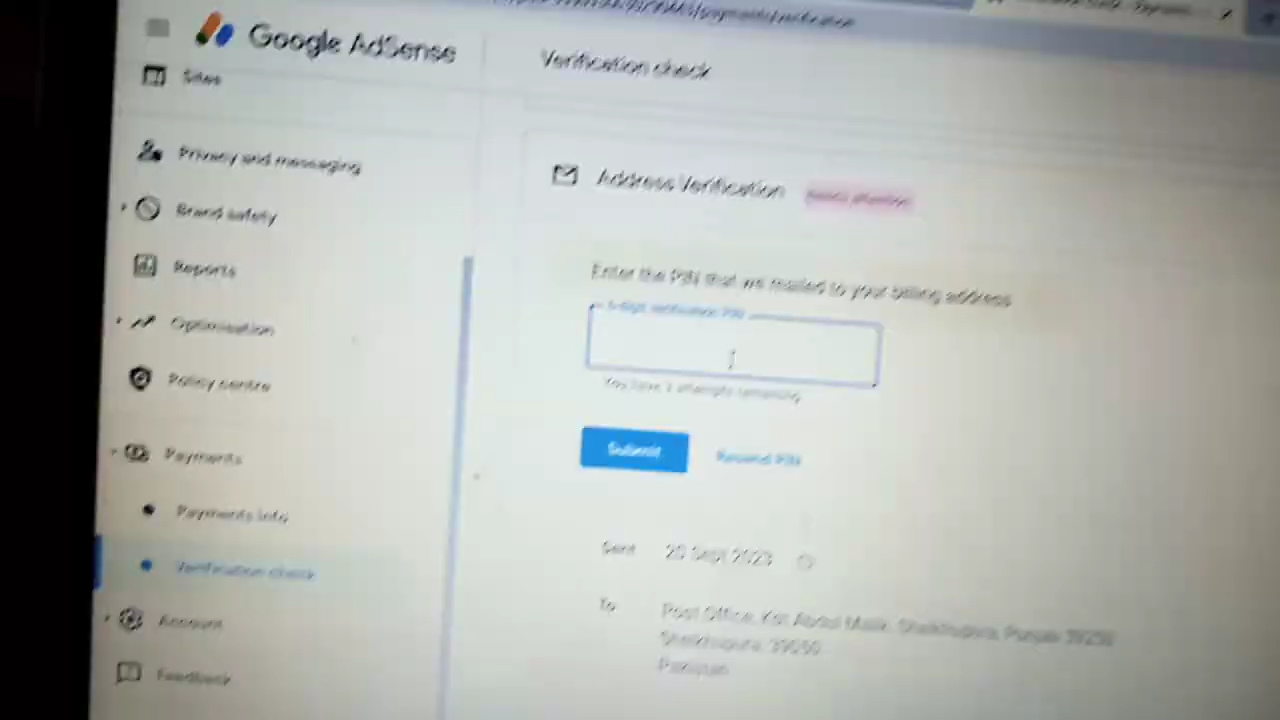 Google AdSense
Verification check
Sites
Privacy and messaging
Brand safety
Reports
Optimisation
Policy centre
Payments
Payments info
Verification check
Account
Feedback
Address Verification
Needs attention
Enter the PIN that we mailed to your billing address
6-digit verification PIN
You have 3 attempts remaining
Submit
Resend PIN
Sent 20 Sept 2023
To Post Office, Kot Abdul Malik, Sheikhupura, Punjab
Sheikhupura,
Pakistan